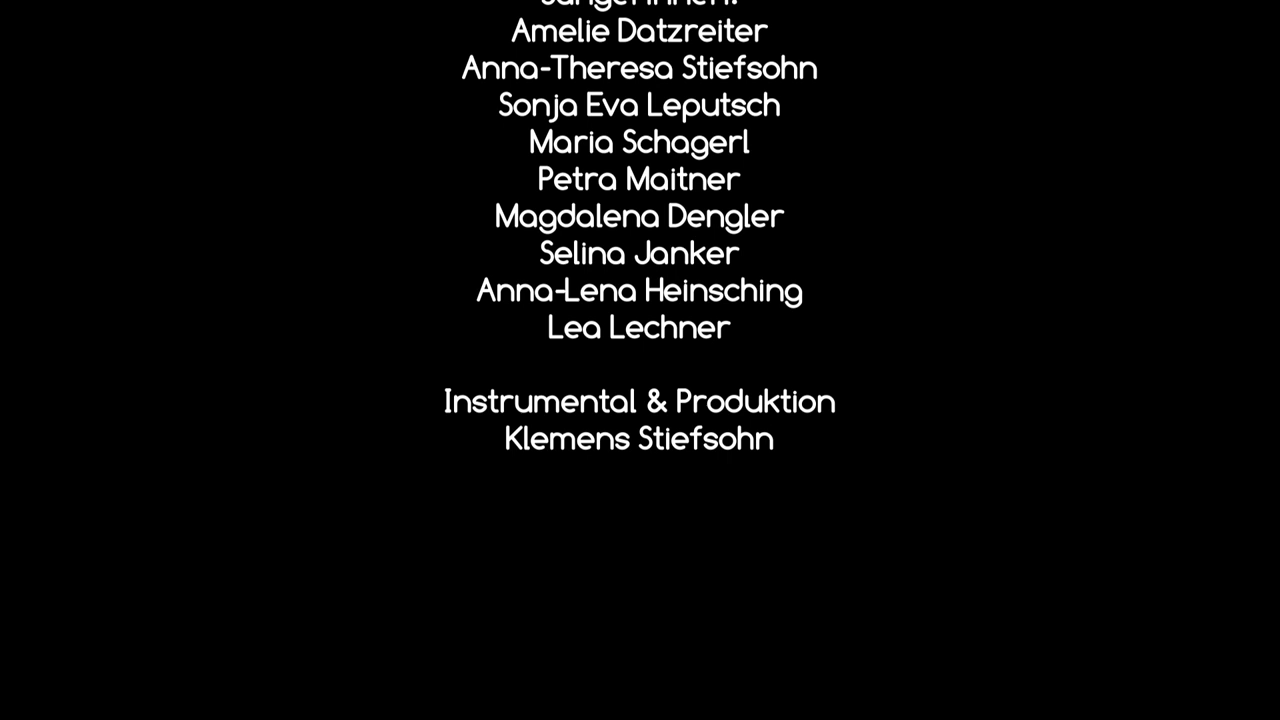 Sängerinnen:
Amelie Datzreiter
Anna-Theresa Stiefsohn
Sonja Eva Leputsch
Maria Schagerl
Petra Maitner
Magdalena Dengler
Selina Janker
Anna-Lena Heinsching
Lea Lechner
Instrumental & Produktion
Klemens Stiefsohn